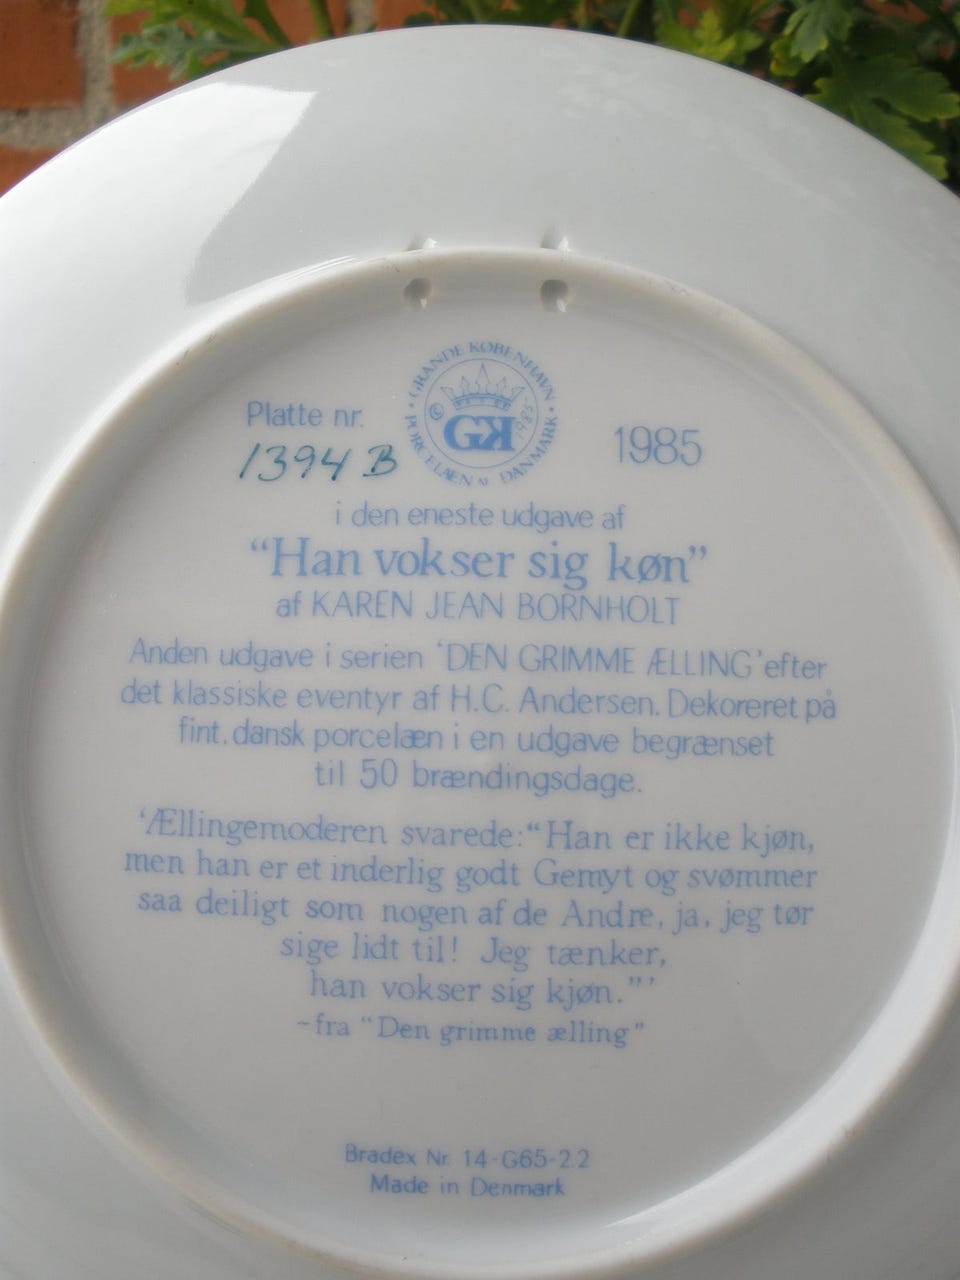 GRANDE KØBENHAVN
© GK 1985
PORCELÆN AF DANMARK
Platte nr.
1394 B
1985
i den eneste udgave af
“Han vokser sig køn”
af KAREN JEAN BORNHOLT
Anden udgave i serien ‘DEN GRIMME ÆLLING’ efter
det klassiske eventyr af H.C. Andersen. Dekoreret på
fint. dansk porcelæn i en udgave begrænset
til 50 brændingsdage.
‘Ællingemoderen svarede: “Han er ikke kjøn,
men han er et inderlig godt Gemyt og svømmer
saa deiligt som nogen af de Andre, ja, jeg tør
sige lidt til! Jeg tænker,
han vokser sig kjøn.”’
~fra “Den grimme ælling”
Bradex Nr. 14-G65-2.2
Made in Denmark